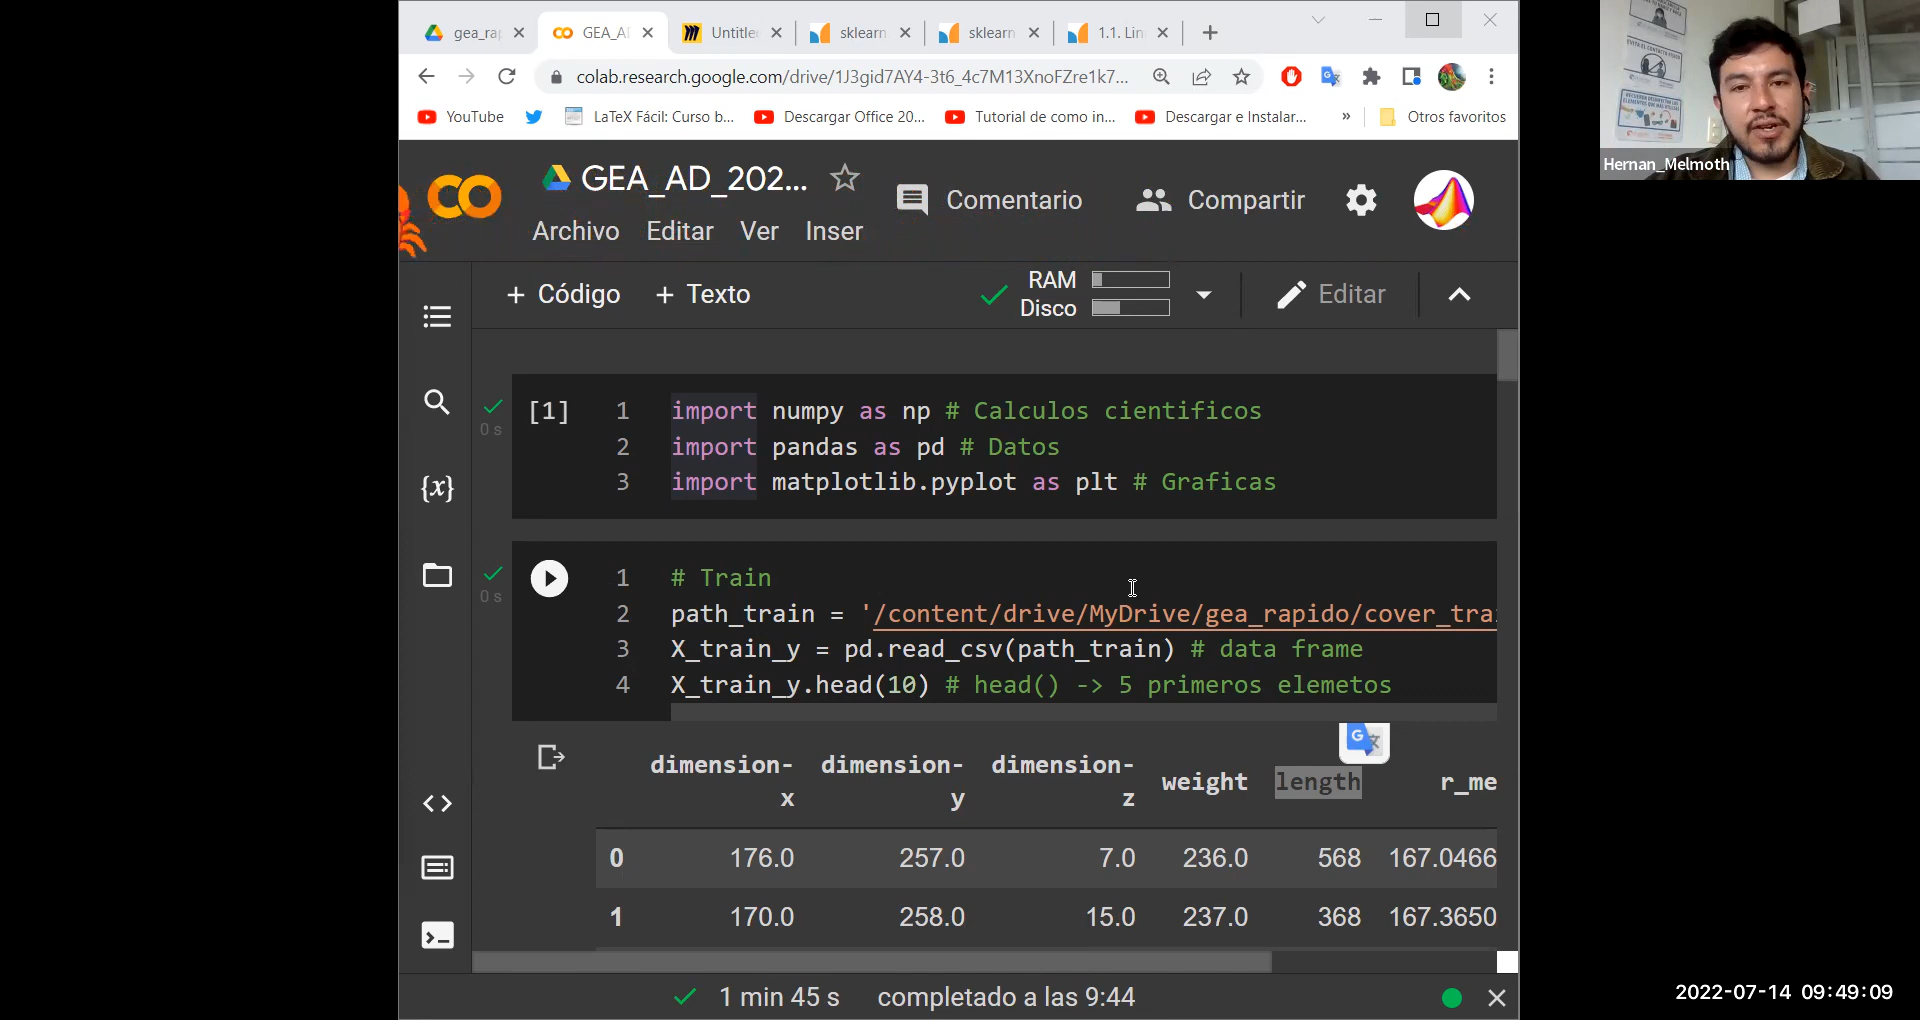 gea_ra
GEA_A
Untitle
sklearn
sklearn
1.1. Lin
colab.research.google.com/drive/1J3gid7AY4-3t6_4c7M13XnoFZre1k7...
YouTube
LaTeX Fácil: Curso b...
Descargar Office 20...
Tutorial de como in...
Descargar e Instalar...
»
Otros favoritos
GEA_AD_202...
Comentario
Compartir
Archivo Editar Ver Inser
+ Código + Texto
RAM
Disco
Editar
[1]
0 s
1 import numpy as np # Calculos cientificos
2 import pandas as pd # Datos
3 import matplotlib.pyplot as plt # Graficas
0 s
1 # Train
2 path_train = '/content/drive/MyDrive/gea_rapido/cover_tra
3 X_train_y = pd.read_csv(path_train) # data frame
4 X_train_y.head(10) # head() -> 5 primeros elemetos
dimension-x dimension-y dimension-z weight length r_me
0 176.0 257.0 7.0 236.0 568 167.0466
1 170.0 258.0 15.0 237.0 368 167.3650
1 min 45 s completado a las 9:44
Hernan_Melmoth
2022-07-14 09:49:09